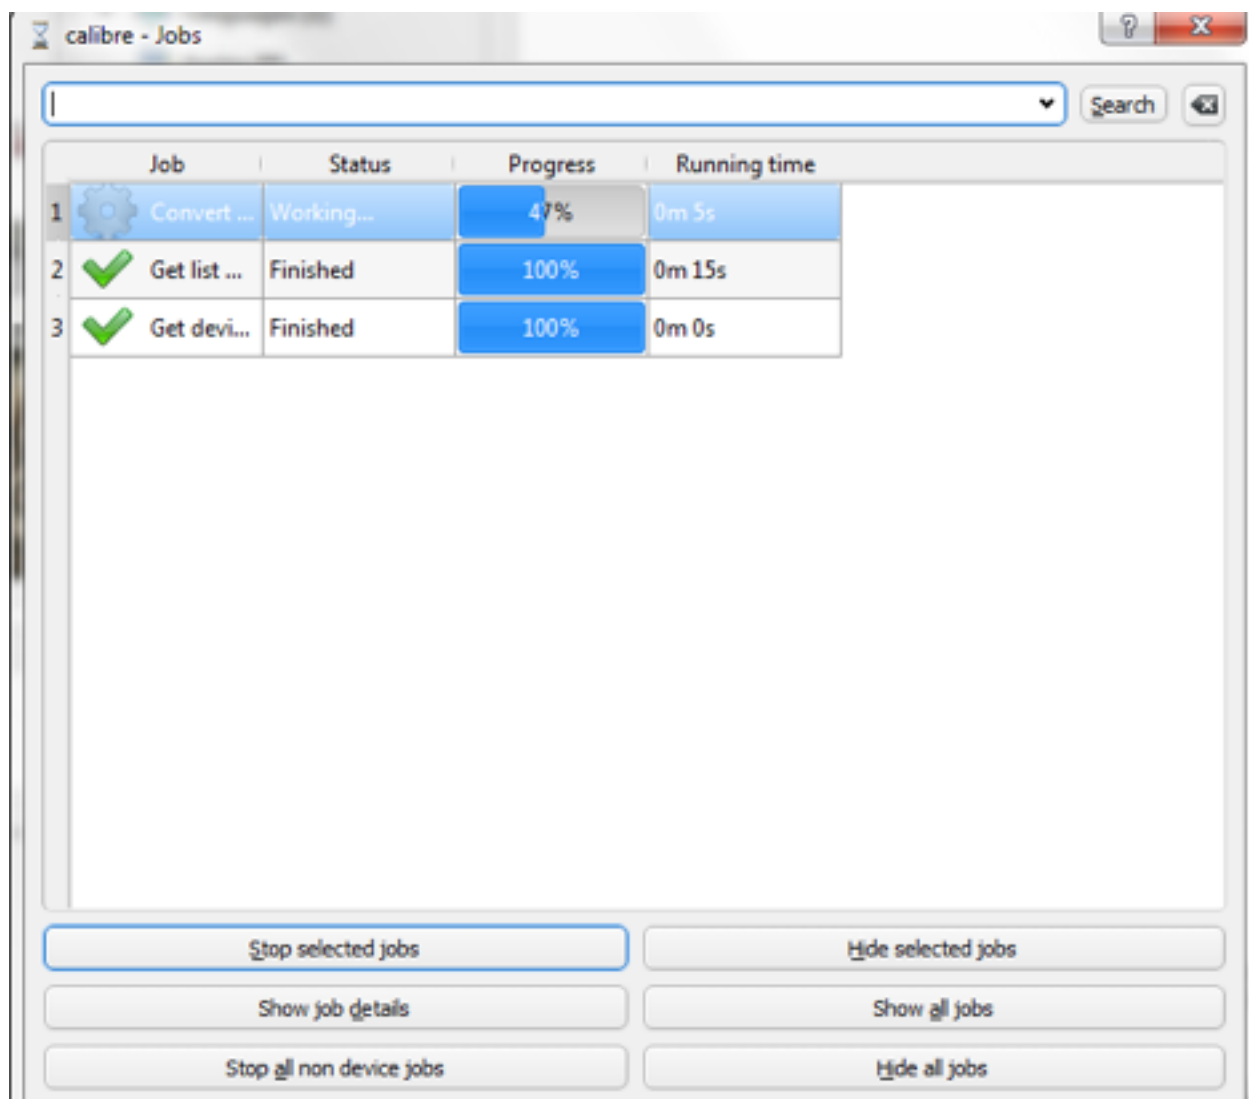 calibre - Jobs
Search
Job Status Progress Running time
1 Convert ... Working... 47% 0m 5s
2 Get list ... Finished 100% 0m 15s
3 Get devi... Finished 100% 0m 0s
Stop selected jobs Hide selected jobs
Show job details Show all jobs
Stop all non device jobs Hide all jobs